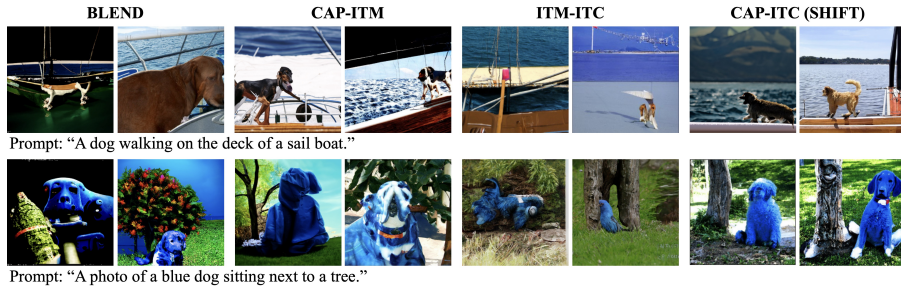 BLEND CAP-ITM ITM-ITC CAP-ITC (SHIFT)
Prompt: “A dog walking on the deck of a sail boat.”
Prompt: “A photo of a blue dog sitting next to a tree.”